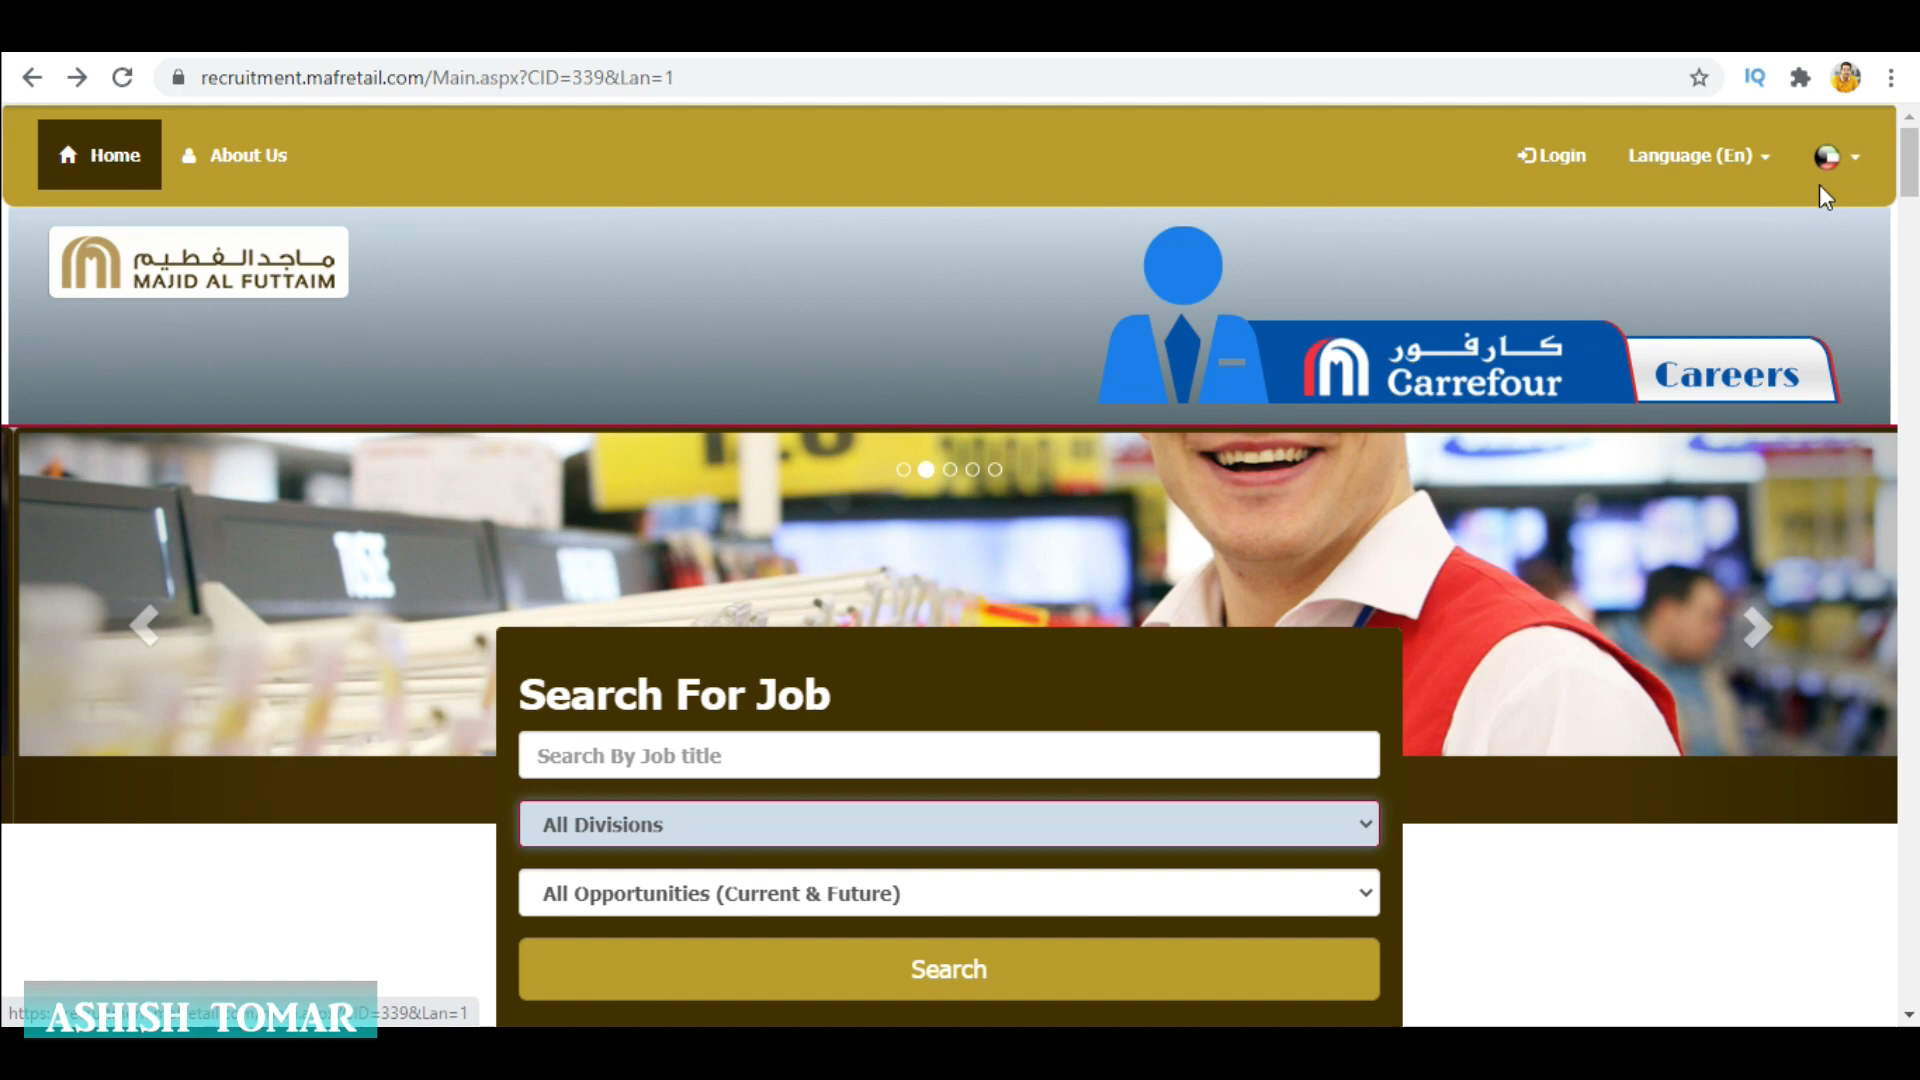 recruitment.mafretail.com/Main.aspx?CID=339&Lan=1
IQ
Home
About Us
Login
Language (En)
ماجد الفطيم
MAJID AL FUTTAIM
كارفور
Carrefour
Careers
Search For Job
Search By Job title
All Divisions
All Opportunities (Current & Future)
Search
ASHISH TOMAR
=339&Lan=1